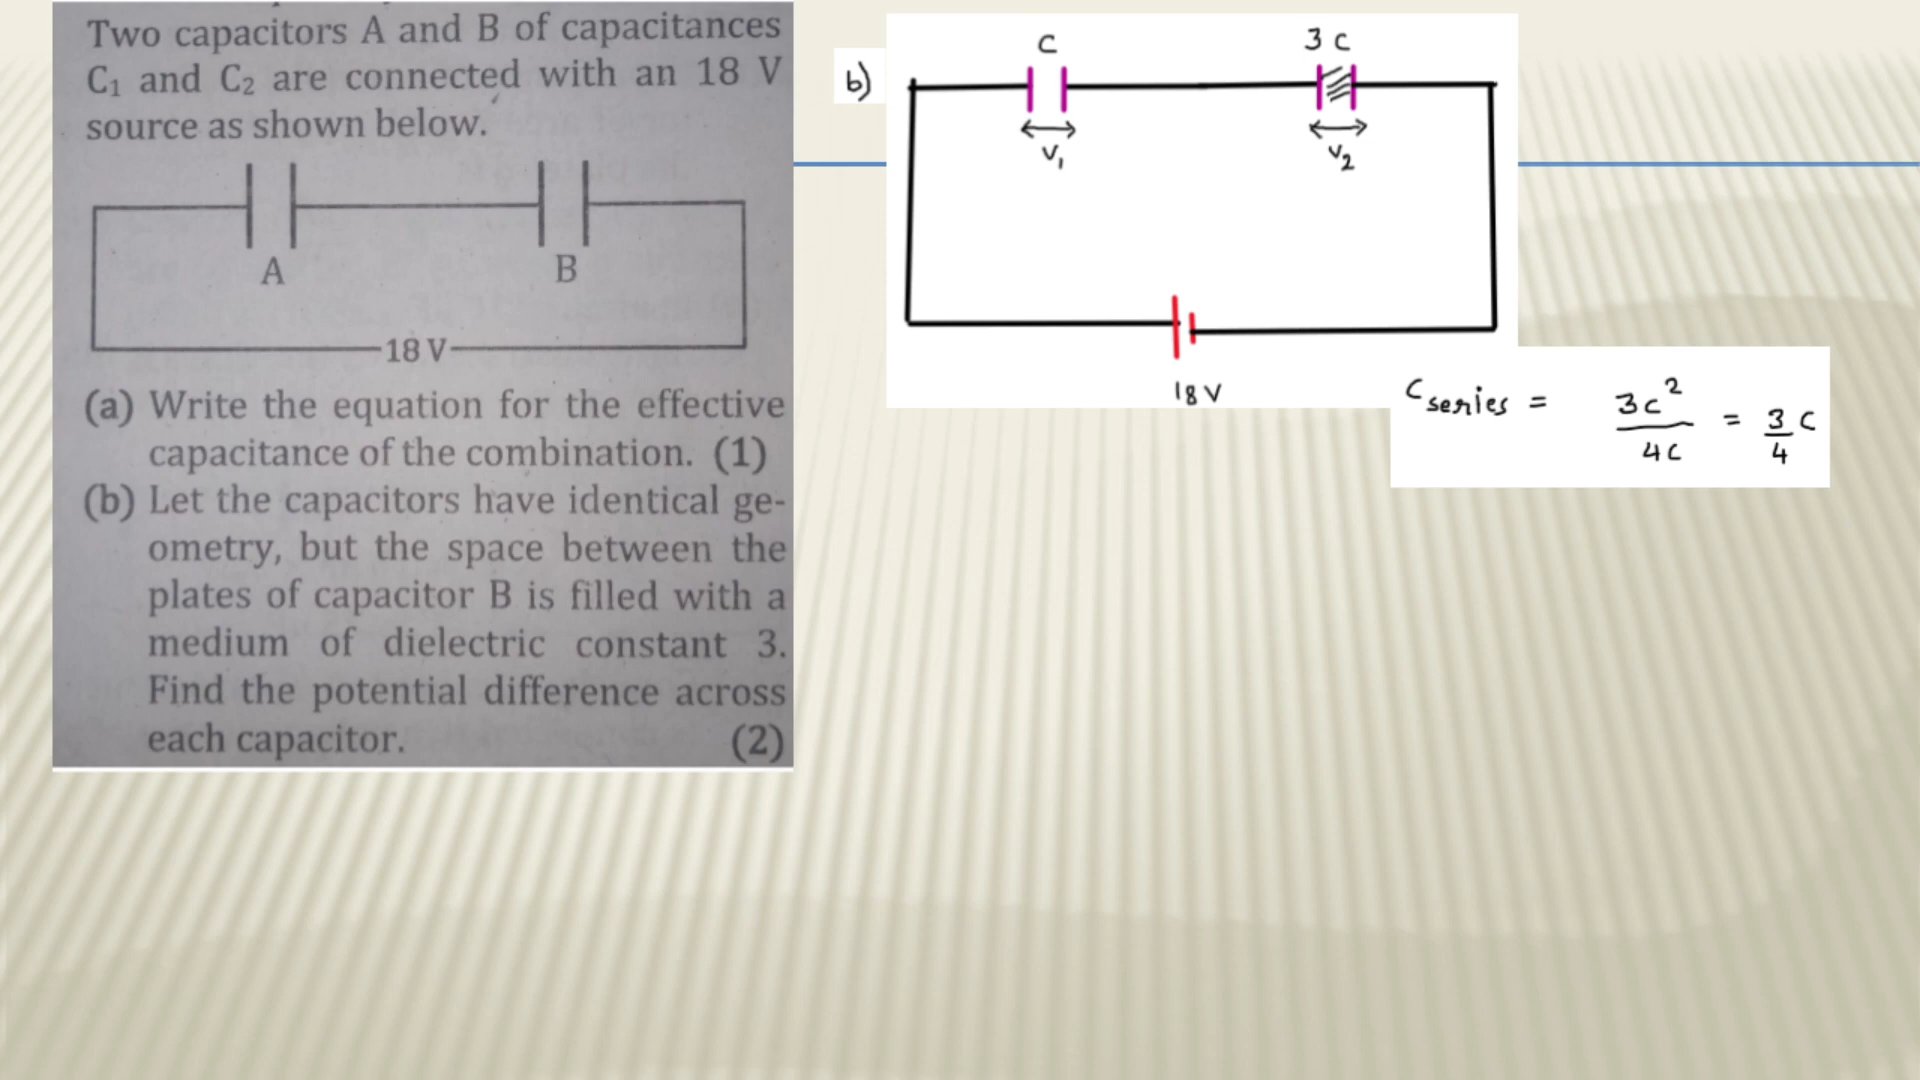 Two capacitors A and B of capacitances
C₁ and C₂ are connected with an 18 V
source as shown below.
A
B
18 V
(a) Write the equation for the effective
capacitance of the combination. (1)
(b) Let the capacitors have identical ge-
ometry, but the space between the
plates of capacitor B is filled with a
medium of dielectric constant 3.
Find the potential difference across
each capacitor. (2)
b)
C
3 C
V₁
V₂
18 V
C series = 3c²/4c = 3/4 C